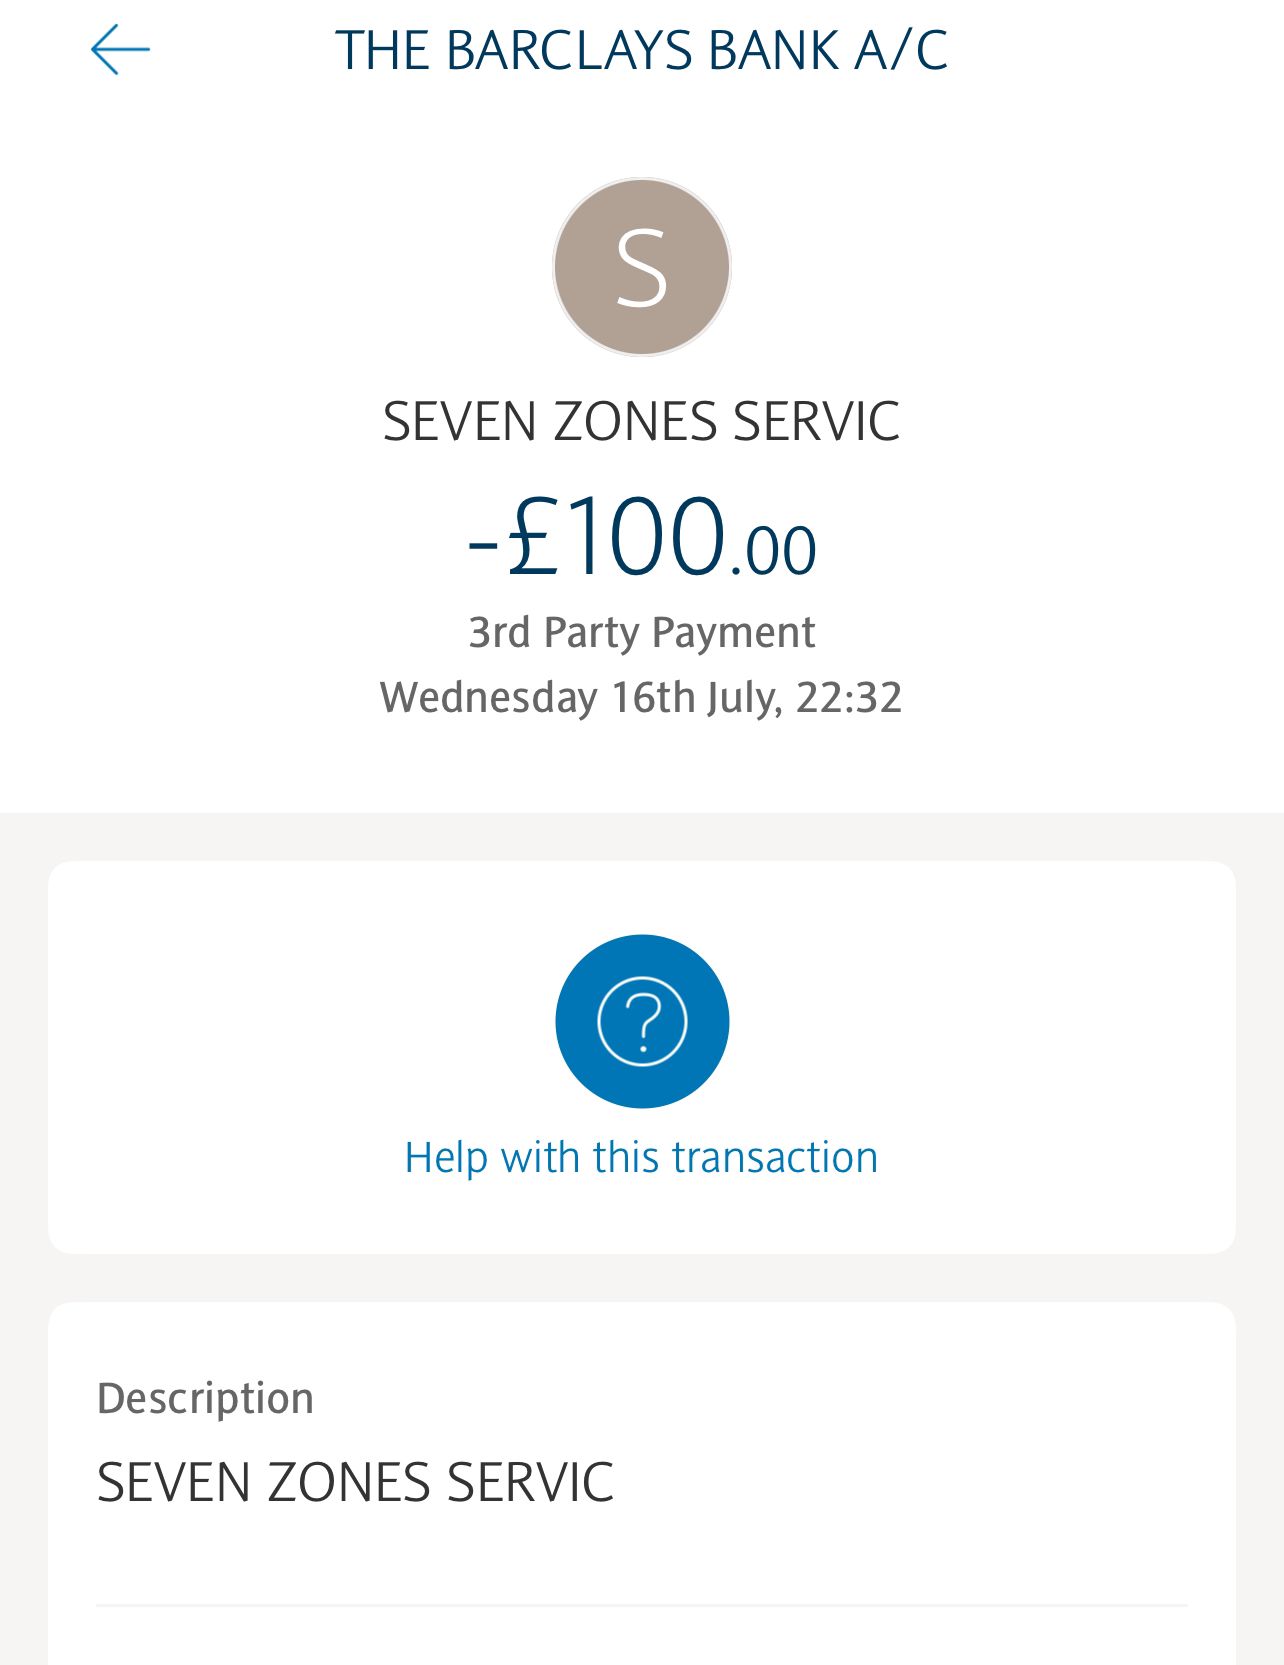 THE BARCLAYS BANK A/C
S
SEVEN ZONES SERVIC
-£100.00
3rd Party Payment
Wednesday 16th July, 22:32
?
Help with this transaction
Description
SEVEN ZONES SERVIC